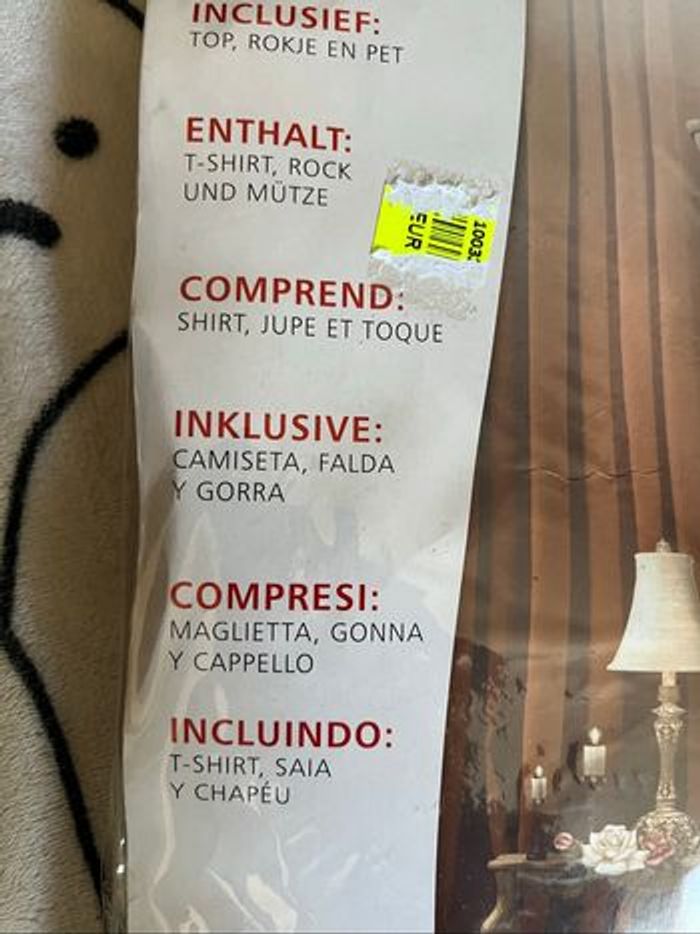 INCLUSIEF:
TOP, ROKJE EN PET
ENTHALT:
T-SHIRT, ROCK
UND MÜTZE
EUR
1003
COMPREND:
SHIRT, JUPE ET TOQUE
INKLUSIVE:
CAMISETA, FALDA
Y GORRA
COMPRESI:
MAGLIETTA, GONNA
Y CAPPELLO
INCLUINDO:
T-SHIRT, SAIA
Y CHAPÉU